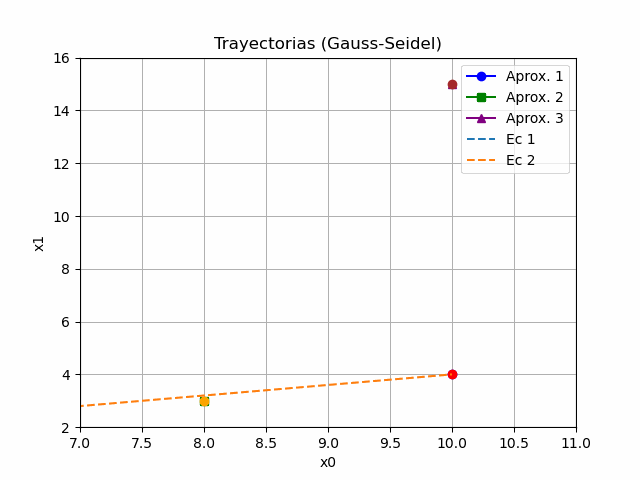 Trayectorias (Gauss-Seidel)
16
14
12
10
8
6
4
2
x1
7.0 7.5 8.0 8.5 9.0 9.5 10.0 10.5 11.0
x0
Aprox. 1
Aprox. 2
Aprox. 3
Ec 1
Ec 2